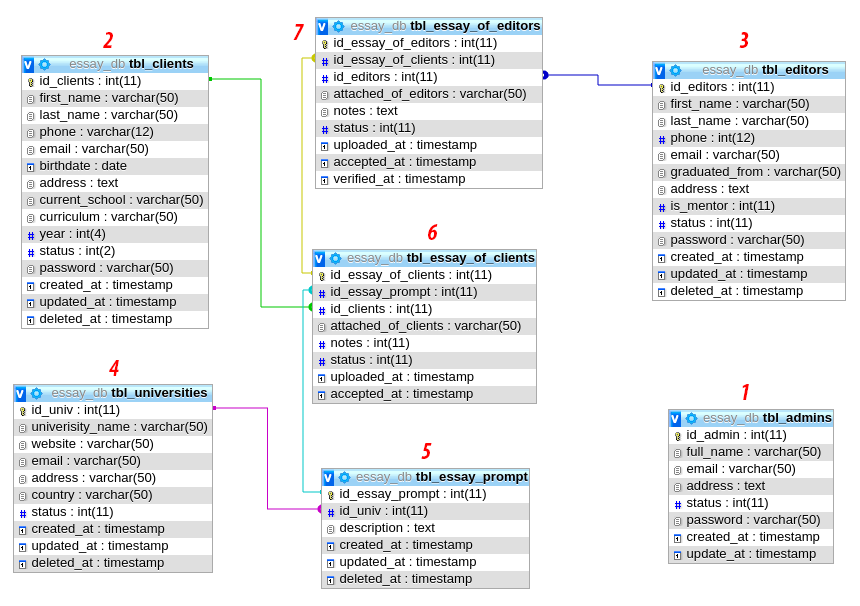 7
essay_db tbl_essay_of_editors
id_essay_of_editors : int(11)
id_essay_of_clients : int(11)
id_editors : int(11)
attached_of_editors : varchar(50)
notes : text
status : int(11)
uploaded_at : timestamp
accepted_at : timestamp
verified_at : timestamp
2
essay_db tbl_clients
id_clients : int(11)
first_name : varchar(50)
last_name : varchar(50)
phone : varchar(12)
email : varchar(50)
birthdate : date
address : text
current_school : varchar(50)
curriculum : varchar(50)
year : int(4)
status : int(2)
password : varchar(50)
created_at : timestamp
updated_at : timestamp
deleted_at : timestamp
3
essay_db tbl_editors
id_editors : int(11)
first_name : varchar(50)
last_name : varchar(50)
phone : int(12)
email : varchar(50)
graduated_from : varchar(50)
address : text
is_mentor : int(11)
status : int(11)
password : varchar(50)
created_at : timestamp
updated_at : timestamp
deleted_at : timestamp
6
essay_db tbl_essay_of_clients
id_essay_of_clients : int(11)
id_essay_prompt : int(11)
id_clients : int(11)
attached_of_clients : varchar(50)
notes : int(11)
status : int(11)
uploaded_at : timestamp
accepted_at : timestamp
4
essay_db tbl_universities
id_univ : int(11)
univerisity_name : varchar(50)
website : varchar(50)
email : varchar(50)
address : varchar(50)
country : varchar(50)
status : int(11)
created_at : timestamp
updated_at : timestamp
deleted_at : timestamp
5
essay_db tbl_essay_prompt
id_essay_prompt : int(11)
id_univ : int(11)
description : text
created_at : timestamp
updated_at : timestamp
deleted_at : timestamp
1
essay_db tbl_admins
id_admin : int(11)
full_name : varchar(50)
email : varchar(50)
address : text
status : int(11)
password : varchar(50)
created_at : timestamp
update_at : timestamp